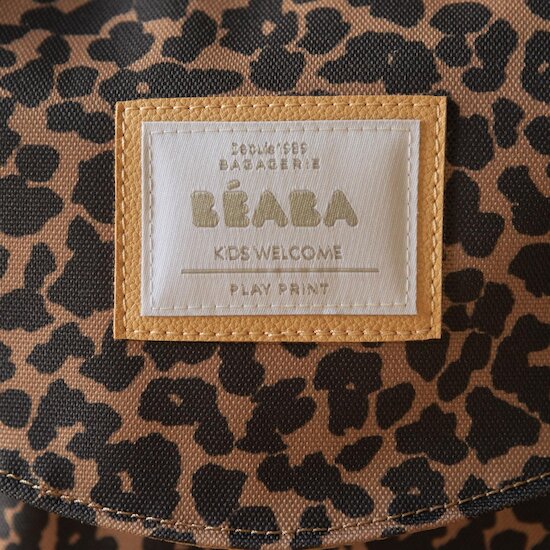 Depuis 1989
BAGAGERIE
BÉABA
KIDS WELCOME
PLAY PRINT